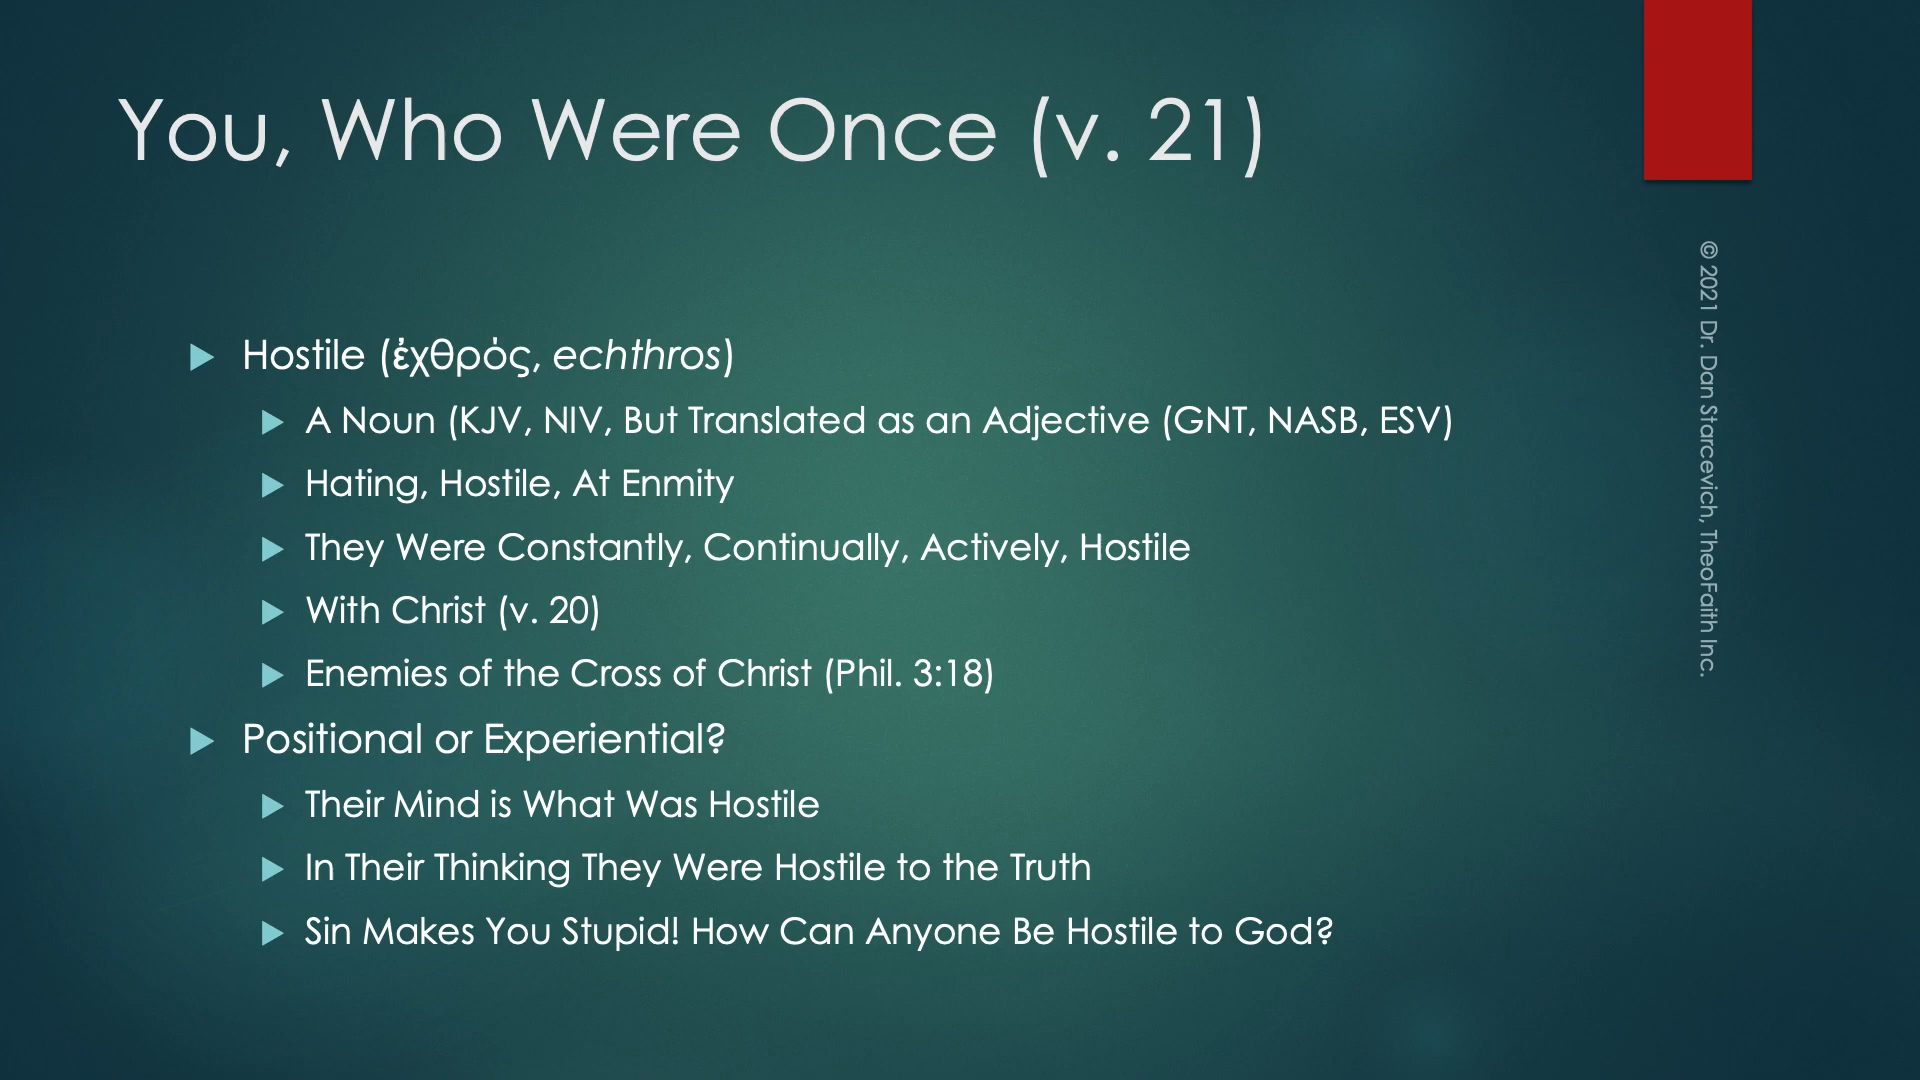 You, Who Were Once (v. 21)
Hostile (ἐχθρός, echthros)
A Noun (KJV, NIV, But Translated as an Adjective (GNT, NASB, ESV)
Hating, Hostile, At Enmity
They Were Constantly, Continually, Actively, Hostile
With Christ (v. 20)
Enemies of the Cross of Christ (Phil. 3:18)
Positional or Experiential?
Their Mind is What Was Hostile
In Their Thinking They Were Hostile to the Truth
Sin Makes You Stupid! How Can Anyone Be Hostile to God?
© 2021 Dr. Dan Starcevich, TheoFaith Inc.